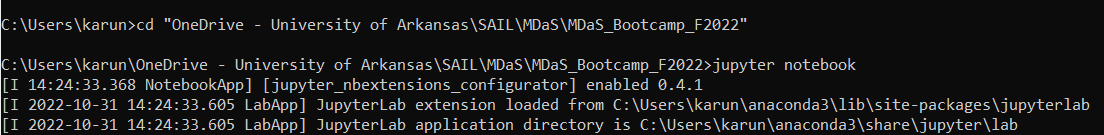 C:\Users\karun>cd "OneDrive - University of Arkansas\SAIL\MDaS\MDaS_Bootcamp_F2022"
C:\Users\karun\OneDrive - University of Arkansas\SAIL\MDaS\MDaS_Bootcamp_F2022>jupyter notebook
[I 14:24:33.368 NotebookApp] [jupyter_nbextensions_configurator] enabled 0.4.1
[I 2022-10-31 14:24:33.605 LabApp] JupyterLab extension loaded from C:\Users\karun\anaconda3\lib\site-packages\jupyterlab
[I 2022-10-31 14:24:33.605 LabApp] JupyterLab application directory is C:\Users\karun\anaconda3\share\jupyter\lab